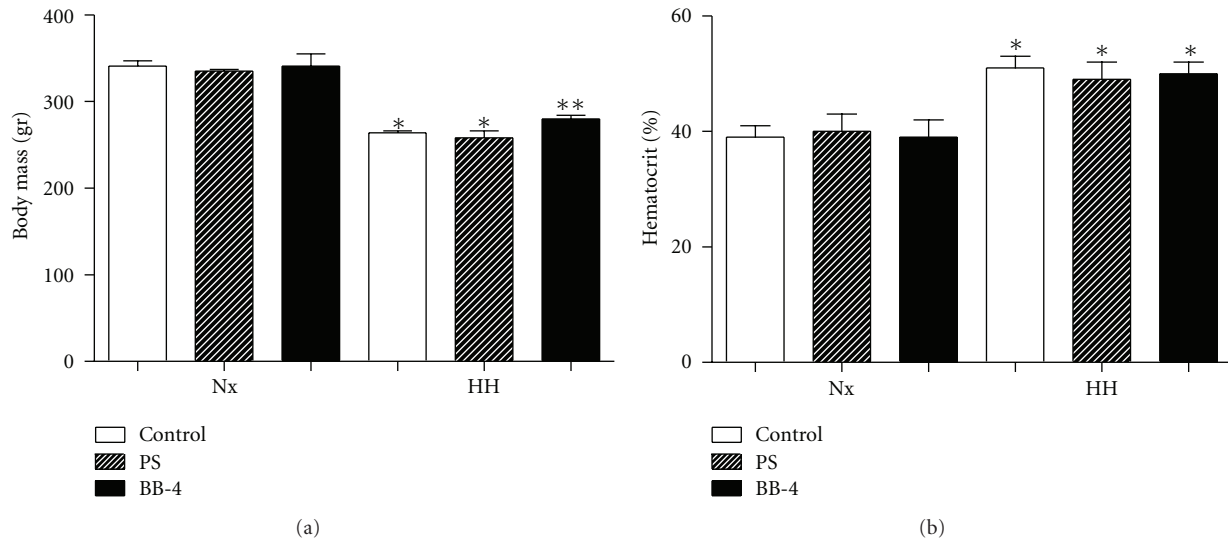 400
300
200
100
0
Body mass (gr)
*
*
**
Nx
HH
Control
PS
BB-4
(a)
60
40
20
0
Hematocrit (%)
*
*
*
Nx
HH
Control
PS
BB-4
(b)